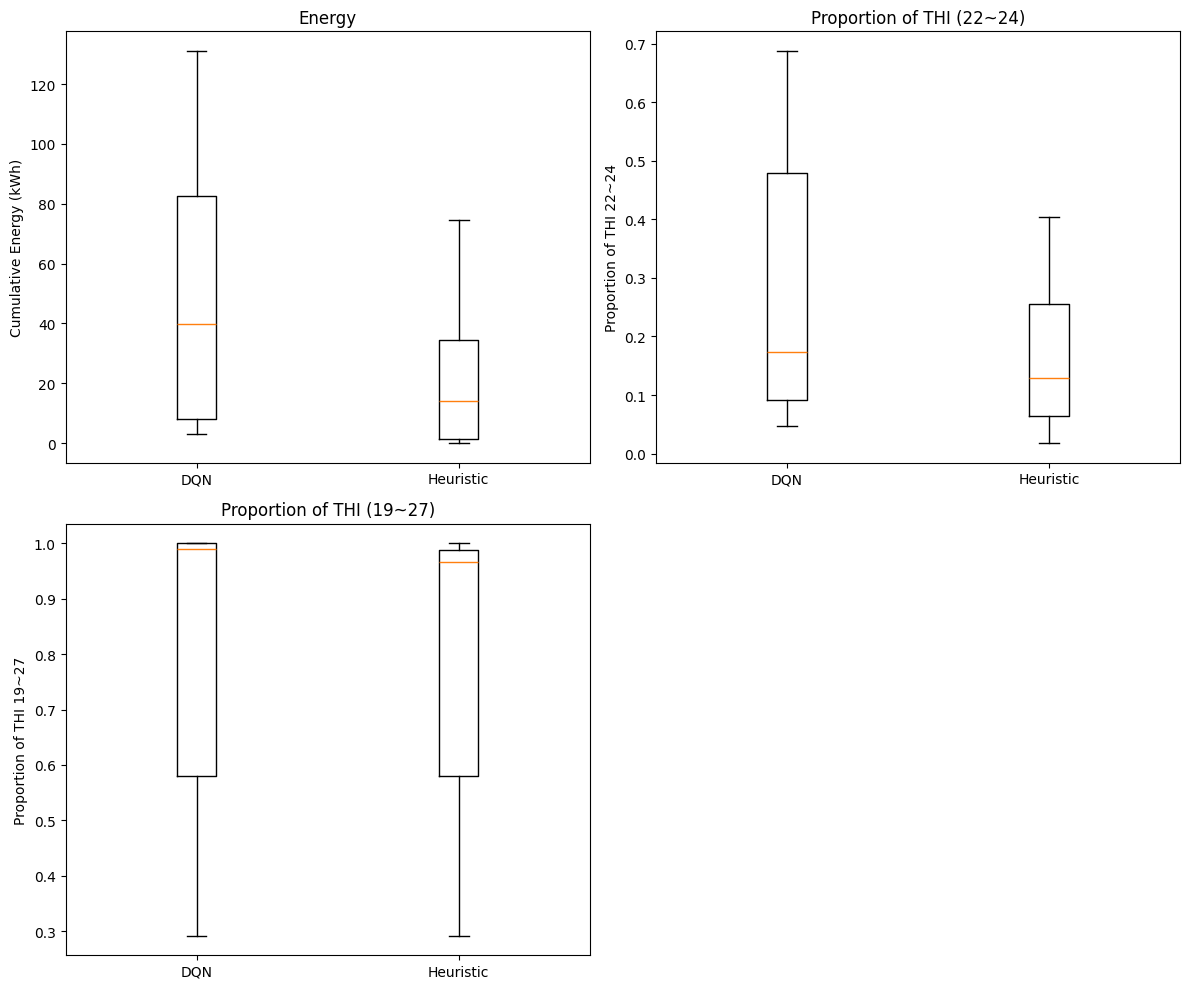 Energy
Cumulative Energy (kWh)
120
100
80
60
40
20
0
DQN
Heuristic
Proportion of THI (22~24)
Proportion of THI 22~24
0.7
0.6
0.5
0.4
0.3
0.2
0.1
0.0
DQN
Heuristic
Proportion of THI (19~27)
Proportion of THI 19~27
1.0
0.9
0.8
0.7
0.6
0.5
0.4
0.3
DQN
Heuristic